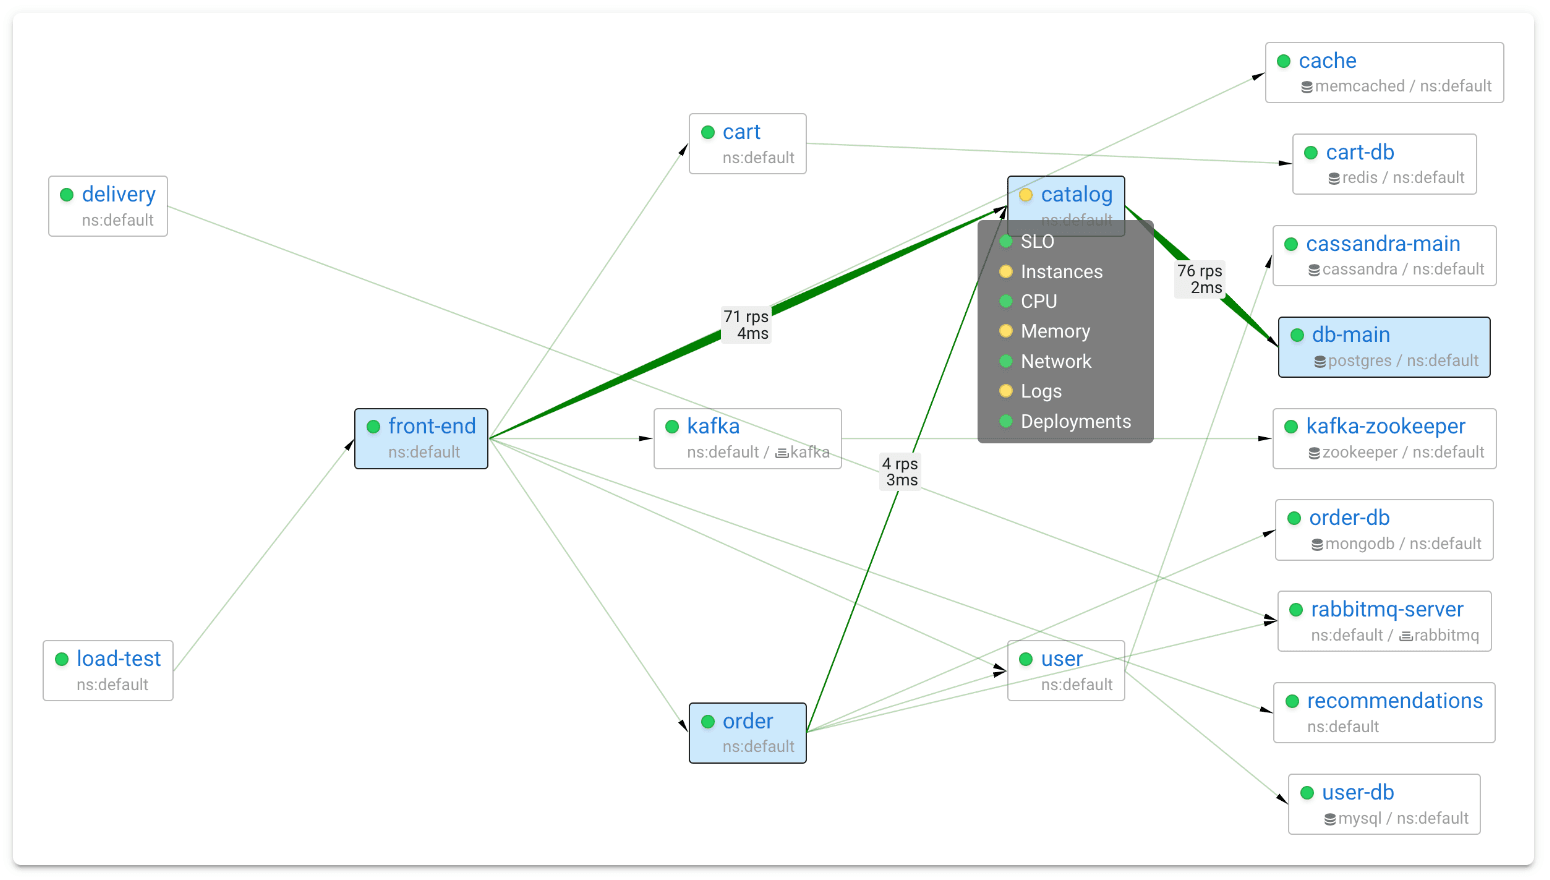 cache
memcached / ns:default
cart
ns:default
cart-db
redis / ns:default
delivery
ns:default
catalog
ns:default
SLO
Instances
CPU
Memory
Network
Logs
Deployments
cassandra-main
cassandra / ns:default
76 rps
2ms
71 rps
4ms
db-main
postgres / ns:default
front-end
ns:default
kafka
ns:default / kafka
kafka-zookeeper
zookeeper / ns:default
4 rps
3ms
order-db
mongodb / ns:default
rabbitmq-server
ns:default / rabbitmq
load-test
ns:default
user
ns:default
recommendations
ns:default
order
ns:default
user-db
mysql / ns:default